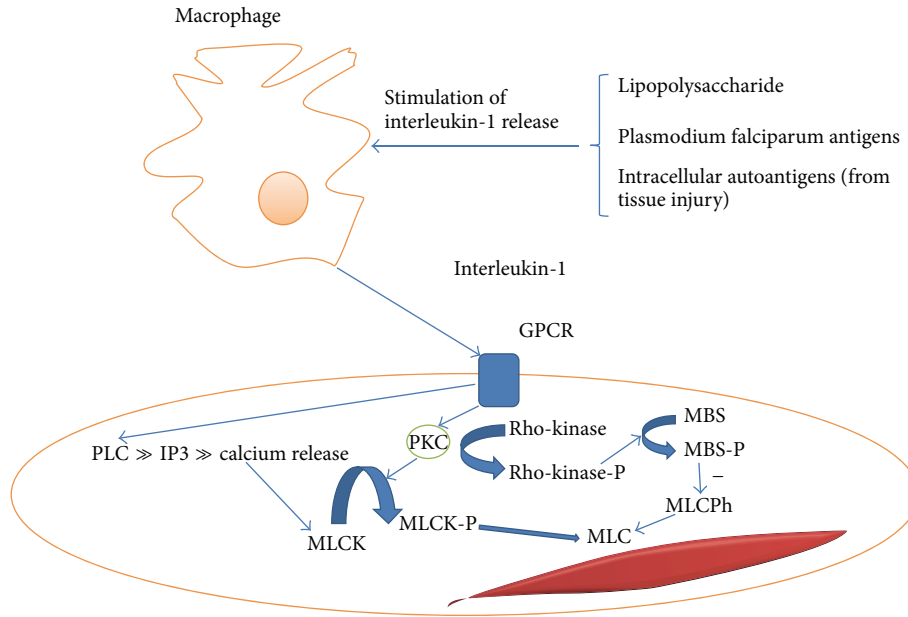 Macrophage
Stimulation of
interleukin-1 release
Lipopolysaccharide
Plasmodium falciparum antigens
Intracellular autoantigens (from
tissue injury)
Interleukin-1
GPCR
PLC ≫ IP3 ≫ calcium release
PKC
Rho-kinase
Rho-kinase-P
MBS
MBS-P
−
MLCPh
MLCK
MLCK-P
MLC